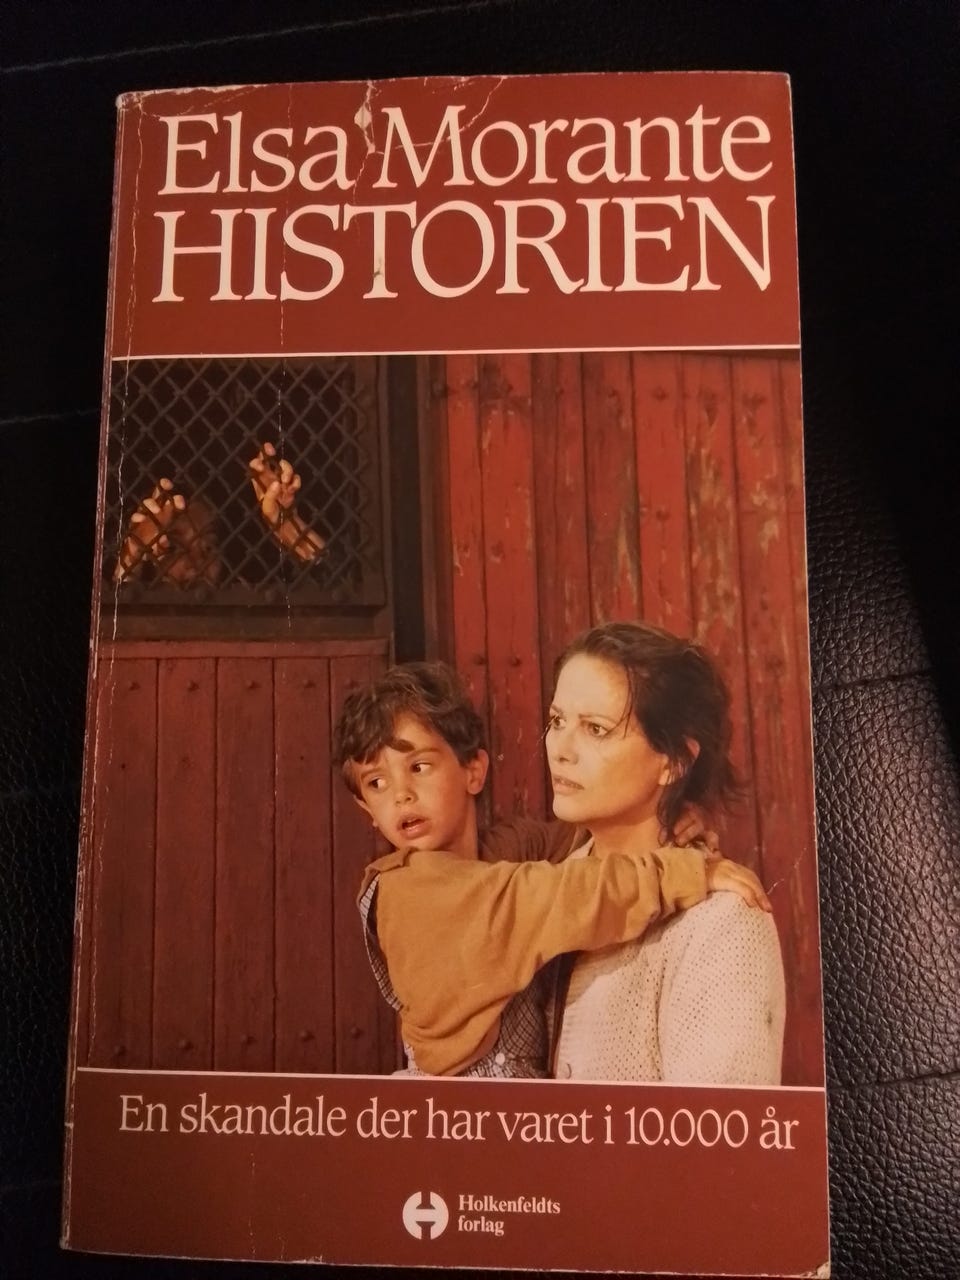 Elsa Morante
HISTORIEN
En skandale der har varet i 10.000 år
Holkenfeldts
forlag